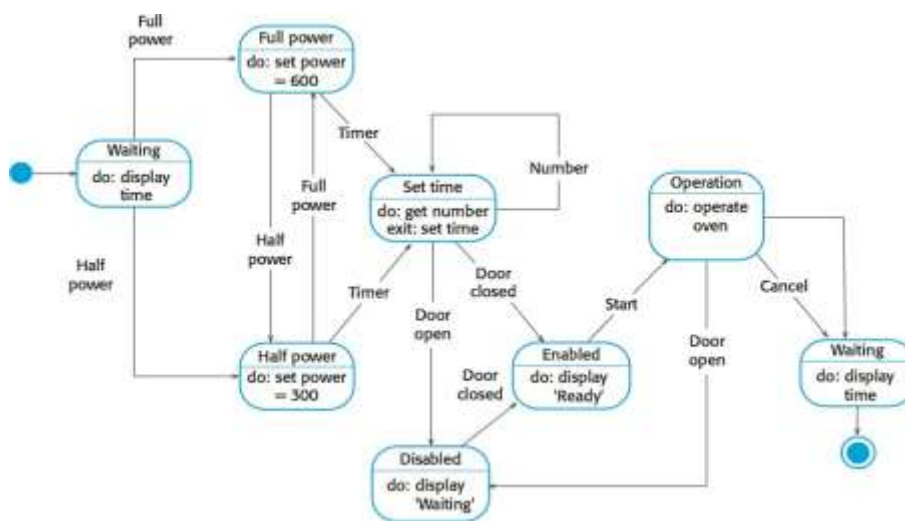 Full
power
Full power
do: set power
= 600
Timer
Number
Waiting
do: display
time
Full
power
Set time
do: get number
exit: set time
Operation
do: operate
oven
Half
power
Half
power
Timer
Door
open
Door
closed
Start
Cancel
Door
open
Half power
do: set power
= 300
Door
closed
Enabled
do: display
'Ready'
Waiting
do: display
time
Disabled
do: display
'Waiting'